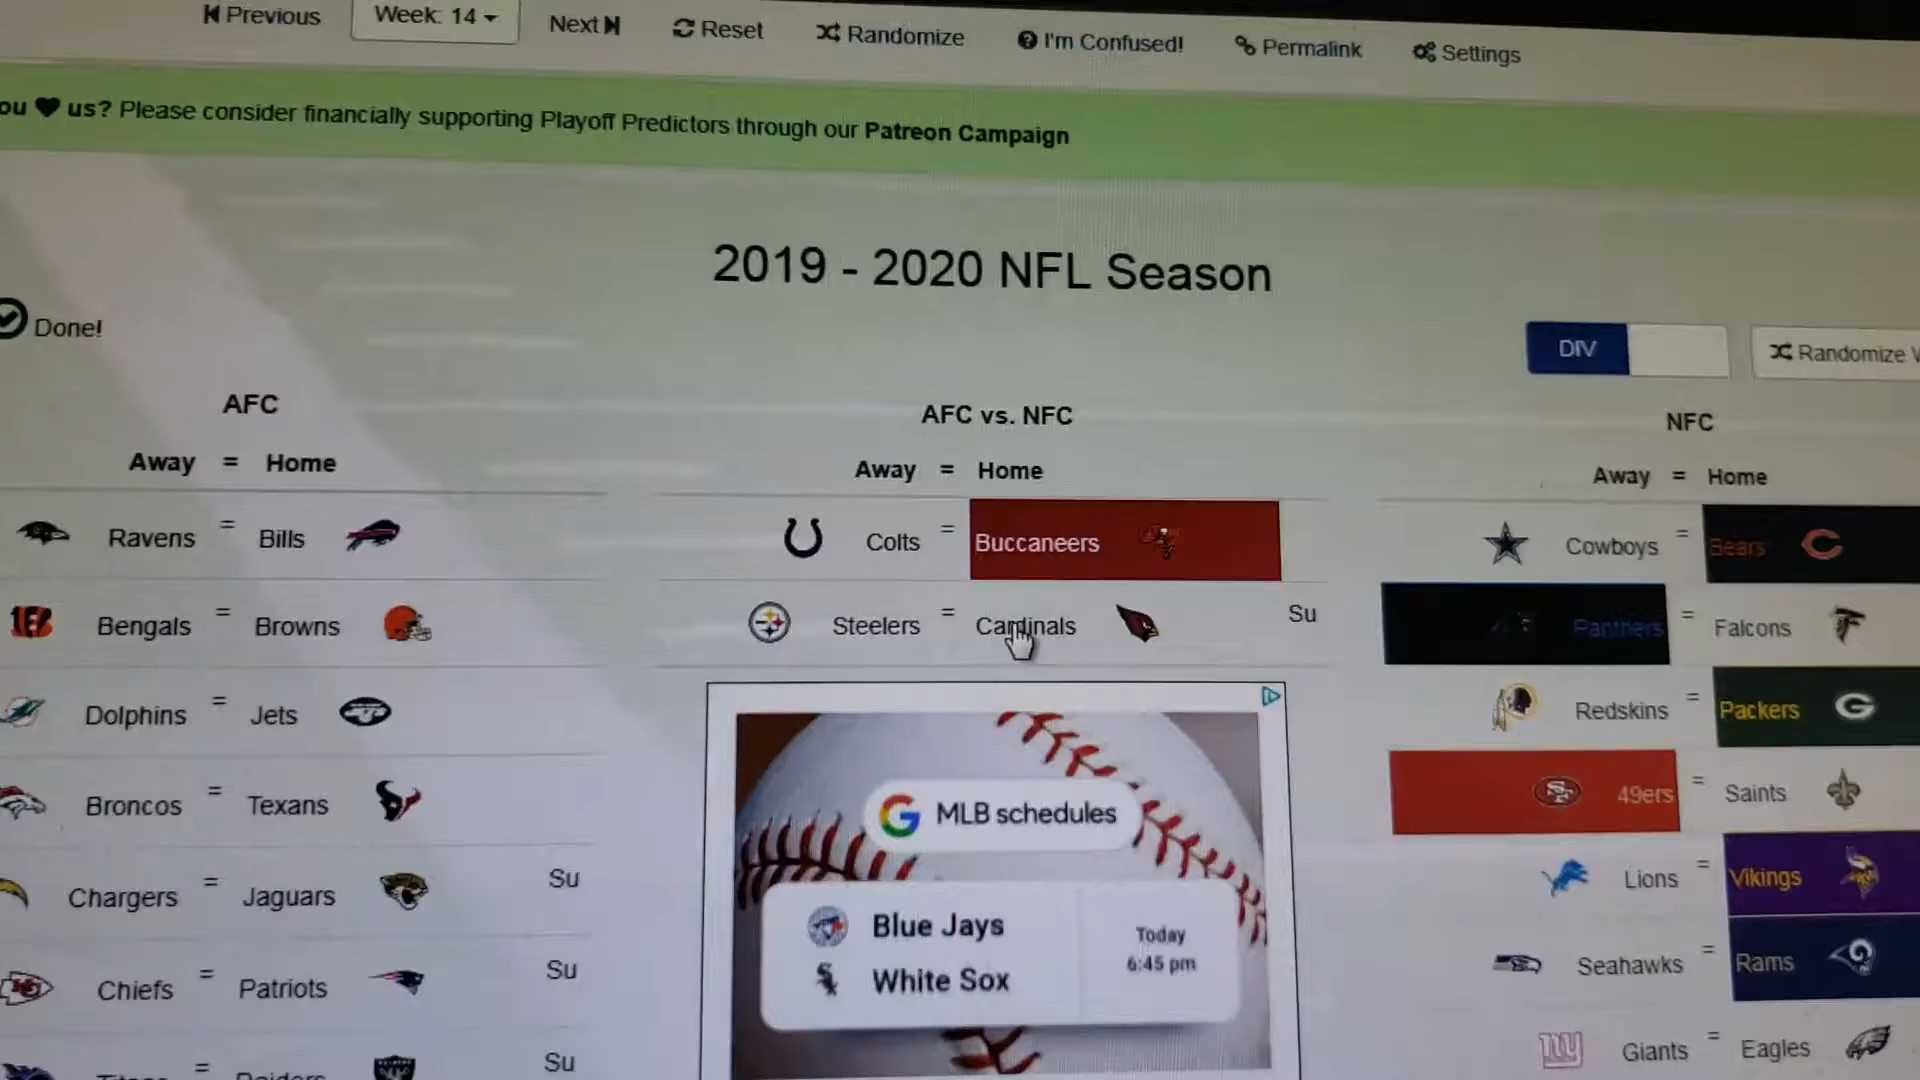 Previous
Week: 14
Next
Reset
Randomize
I'm Confused!
Permalink
Settings
ou ♥ us? Please consider financially supporting Playoff Predictors through our Patreon Campaign
2019 - 2020 NFL Season
Done!
DIV
Randomize
AFC
Away = Home
Ravens = Bills
Bengals = Browns
Dolphins = Jets
Broncos = Texans
Chargers = Jaguars Su
Chiefs = Patriots Su
= Raiders Su
AFC vs. NFC
Away = Home
Colts = Buccaneers
Steelers = Cardinals Su
G MLB schedules
Blue Jays
White Sox
Today
6:45 pm
NFC
Away = Home
Cowboys = Bears
Panthers = Falcons
Redskins = Packers
49ers = Saints
Lions = Vikings
Seahawks = Rams
Giants = Eagles